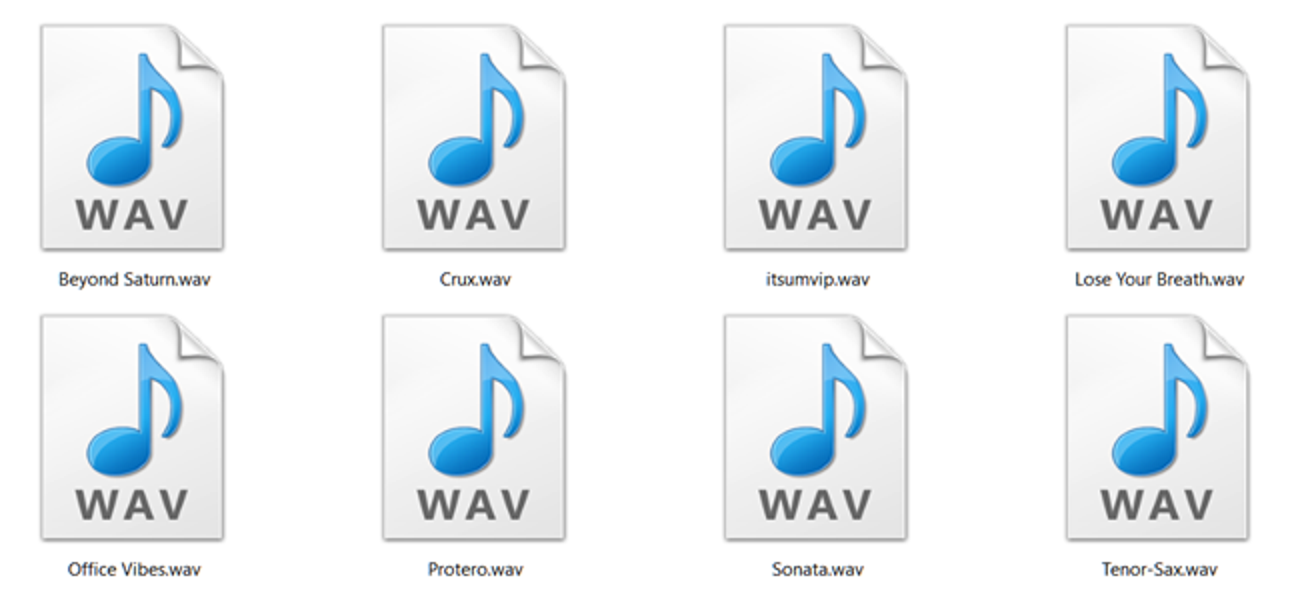 WAV WAV WAV WAV
Beyond Saturn.wav Crux.wav itsumvip.wav Lose Your Breath.wav
WAV WAV WAV WAV
Office Vibes.wav Protero.wav Sonata.wav Tenor-Sax.wav